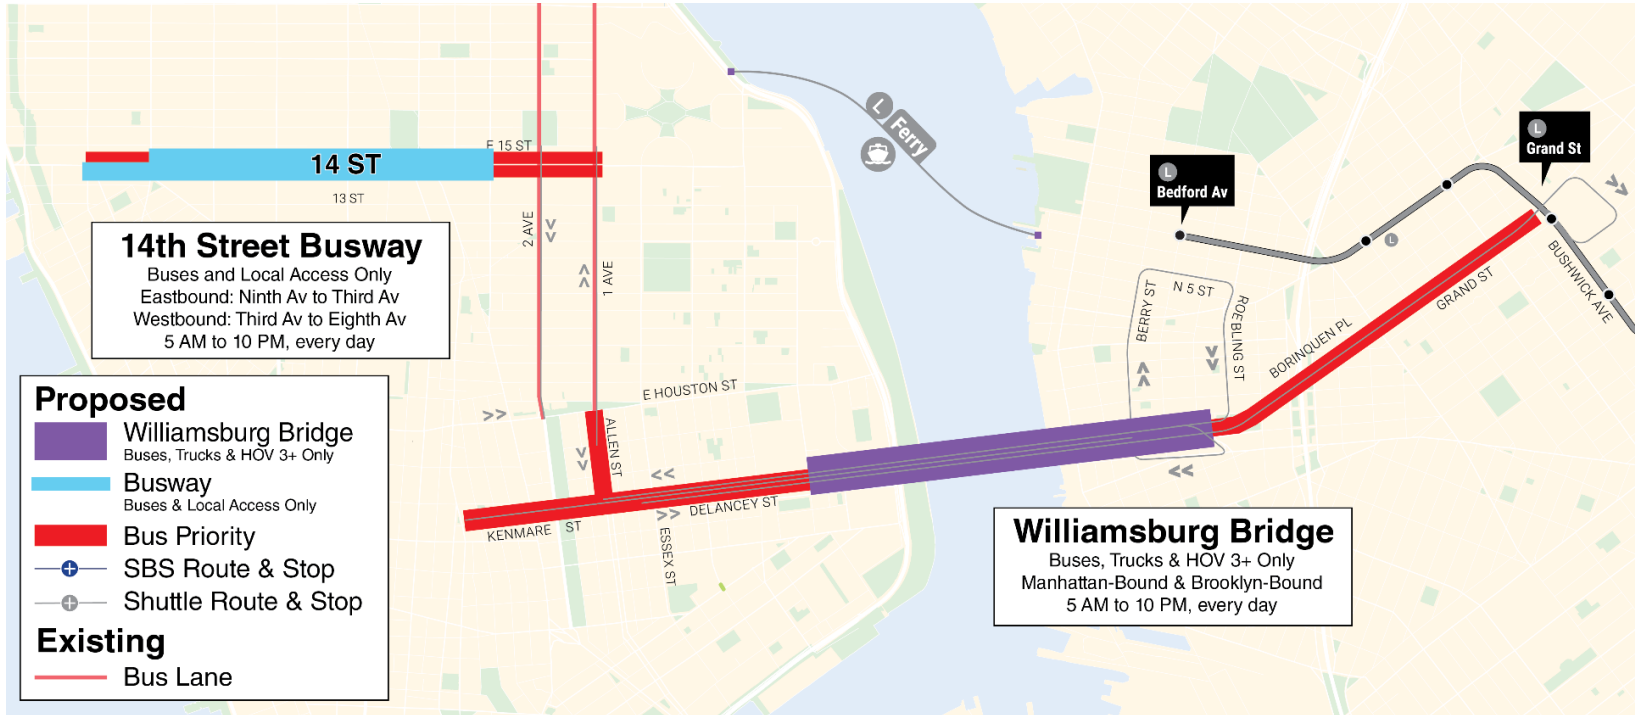 L
Ferry
L
Grand St
L
Bedford Av
L
E 15 ST
14 ST
13 ST
2 AVE
1 AVE
14th Street Busway
Buses and Local Access Only
Eastbound: Ninth Av to Third Av
Westbound: Third Av to Eighth Av
5 AM to 10 PM, every day
N 5 ST
BERRY ST
ROEBLING ST
BORINQUEN PL
GRAND ST
BUSHWICK AVE
E HOUSTON ST
ALLEN ST
DELANCEY ST
KENMARE ST
ESSEX ST
Proposed
Williamsburg Bridge
Buses, Trucks & HOV 3+ Only
Busway
Buses & Local Access Only
Bus Priority
SBS Route & Stop
Shuttle Route & Stop
Existing
Bus Lane
Williamsburg Bridge
Buses, Trucks & HOV 3+ Only
Manhattan-Bound & Brooklyn-Bound
5 AM to 10 PM, every day